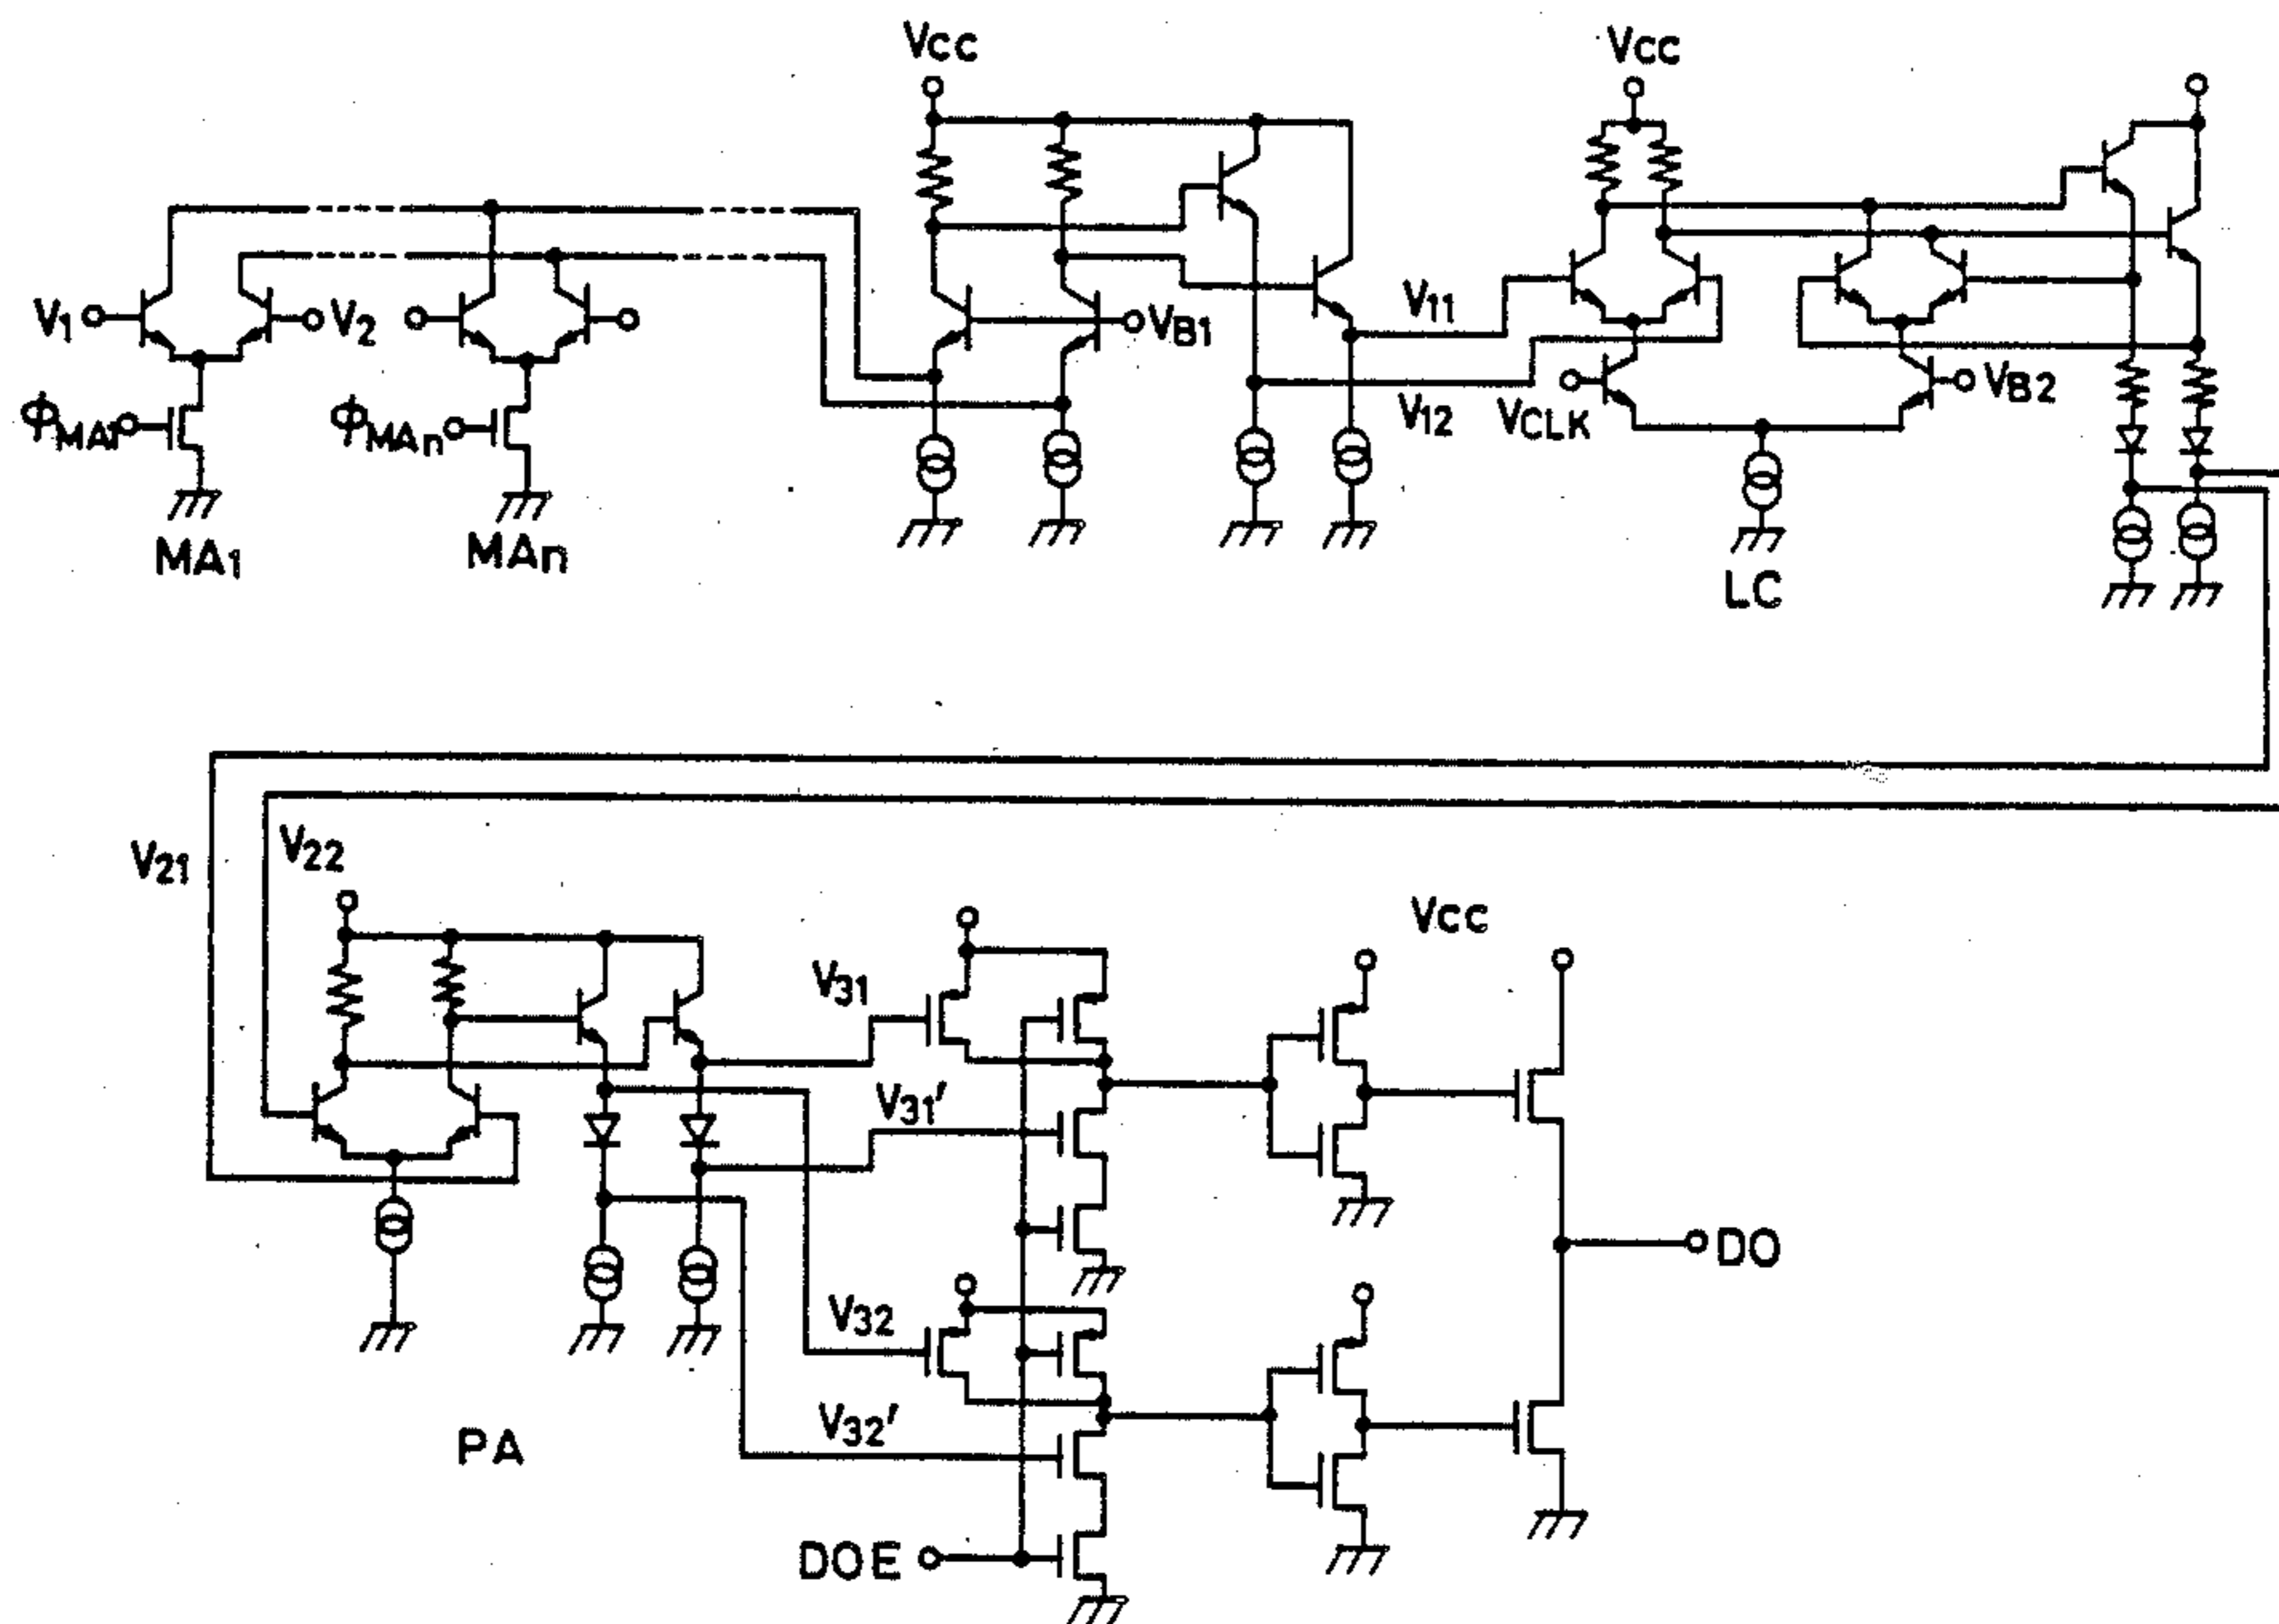 VCC
VCC
V1
V2
VB1
V11
ΦMA1
ΦMAn
V12
VCLK
VB2
MA1
MAn
LC
V21
V22
VCC
V31
V31'
DO
V32
V32'
PA
DOE